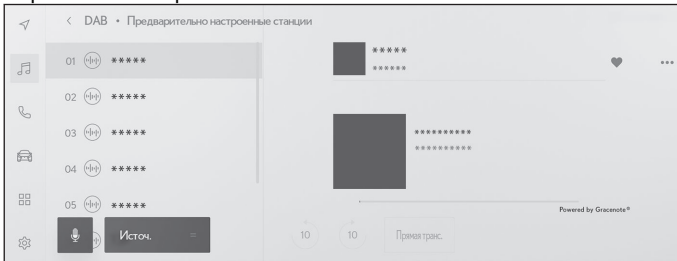 < DAB • Предварительно настроенные станции
01 *****
02 *****
03 *****
04 *****
05 *****
Источ.
*****
******
**********
**********
Powered by Gracenote®
10 10 Прямая транс.